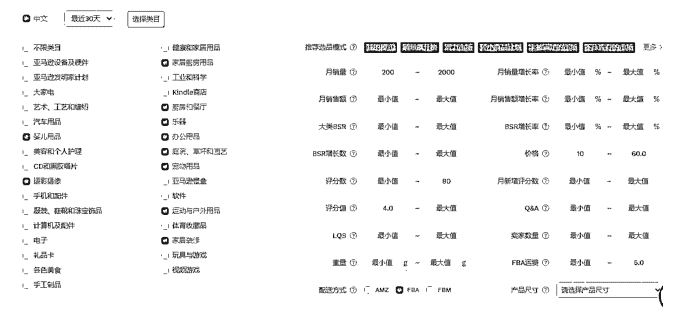 中文 最近30天 选择类目
不限类目
亚马逊设备及硬件
亚马逊发明家计划
大家电
艺术、工艺和缝纫
汽车用品
婴儿用品
美容和个人护理
CD和黑胶唱片
摄影摄像
手机和配件
服装、鞋靴和珠宝饰品
计算机及配件
电子
礼品卡
各色美食
手工制品
健康和家居用品
家居厨房用品
工业和科学
Kindle商店
厨房和餐厅
乐器
办公用品
庭院、草坪和园艺
宠物用品
亚马逊惊盒
软件
运动与户外用品
体育收藏品
家居装修
玩具与游戏
视频游戏
推荐选品模式 更多 >
月销量 200 ~ 2000 月销量增长率 最小值 % ~ 最大值 %
月销售额 最小值 ~ 最大值 月销售额增长率 最小值 % ~ 最大值 %
大类BSR 最小值 ~ 最大值 BSR增长率 最小值 % ~ 最大值 %
BSR增长数 最小值 ~ 最大值 价格 10 ~ 60.0
评分数 最小值 ~ 80 月新增评分数 最小值 ~ 最大值
评分值 4.0 ~ 最大值 Q&A 最小值 ~ 最大值
LQS 最小值 ~ 最大值 卖家数量 最小值 ~ 最大值
重量 最小值 g ~ 最大值 g FBA运费 最小值 ~ 5.0
配送方式 AMZ FBA FBM 产品尺寸 请选择产品尺寸